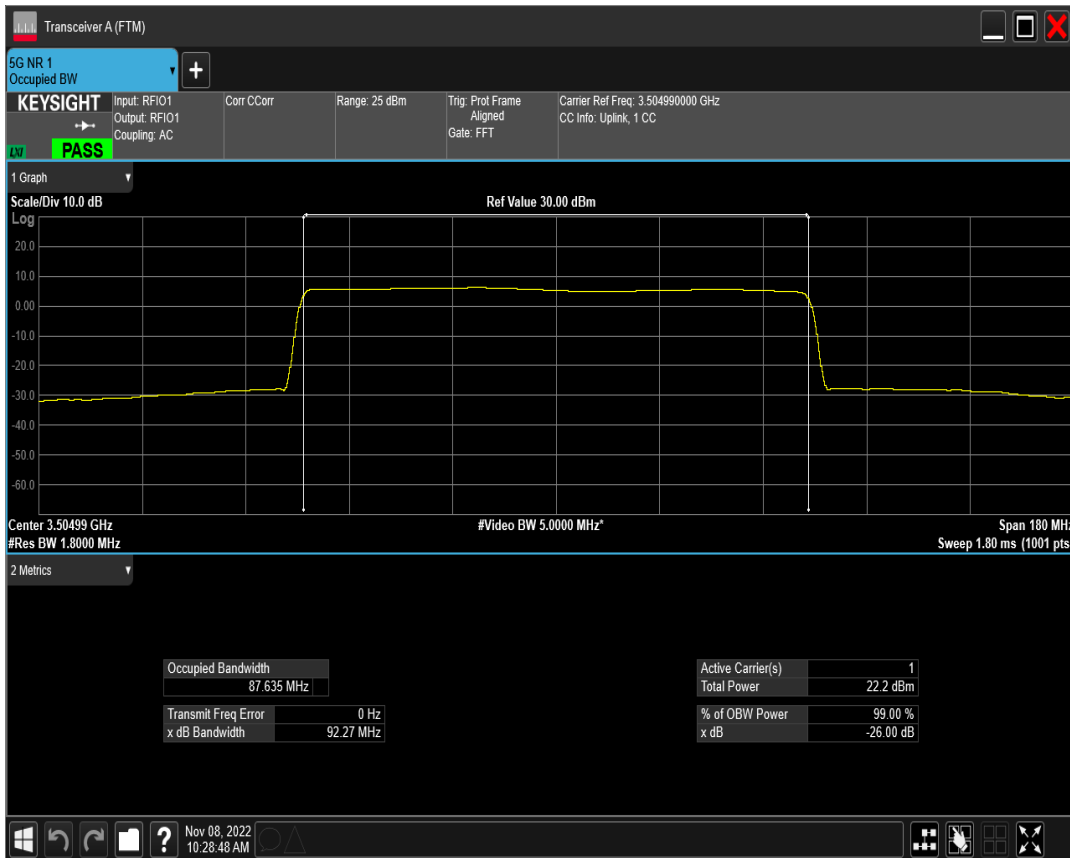 Transceiver A (FTM)
5G NR 1
Occupied BW
+
KEYSIGHT
LXI
PASS
Input: RFIO1
Output: RFIO1
Coupling: AC
Corr CCorr
Range: 25 dBm
Trig: Prot Frame
Aligned
Gate: FFT
Carrier Ref Freq: 3.504990000 GHz
CC Info: Uplink, 1 CC
1 Graph
Scale/Div 10.0 dB
Ref Value 30.00 dBm
Log
20.0
10.0
0.00
-10.0
-20.0
-30.0
-40.0
-50.0
-60.0
Center 3.50499 GHz
#Video BW 5.0000 MHz*
Span 180 MHz
#Res BW 1.8000 MHz
Sweep 1.80 ms (1001 pts
2 Metrics
Occupied Bandwidth
87.635 MHz
Transmit Freq Error 0 Hz
x dB Bandwidth 92.27 MHz
Active Carrier(s) 1
Total Power 22.2 dBm
% of OBW Power 99.00 %
x dB -26.00 dB
?
Nov 08, 2022
10:28:48 AM